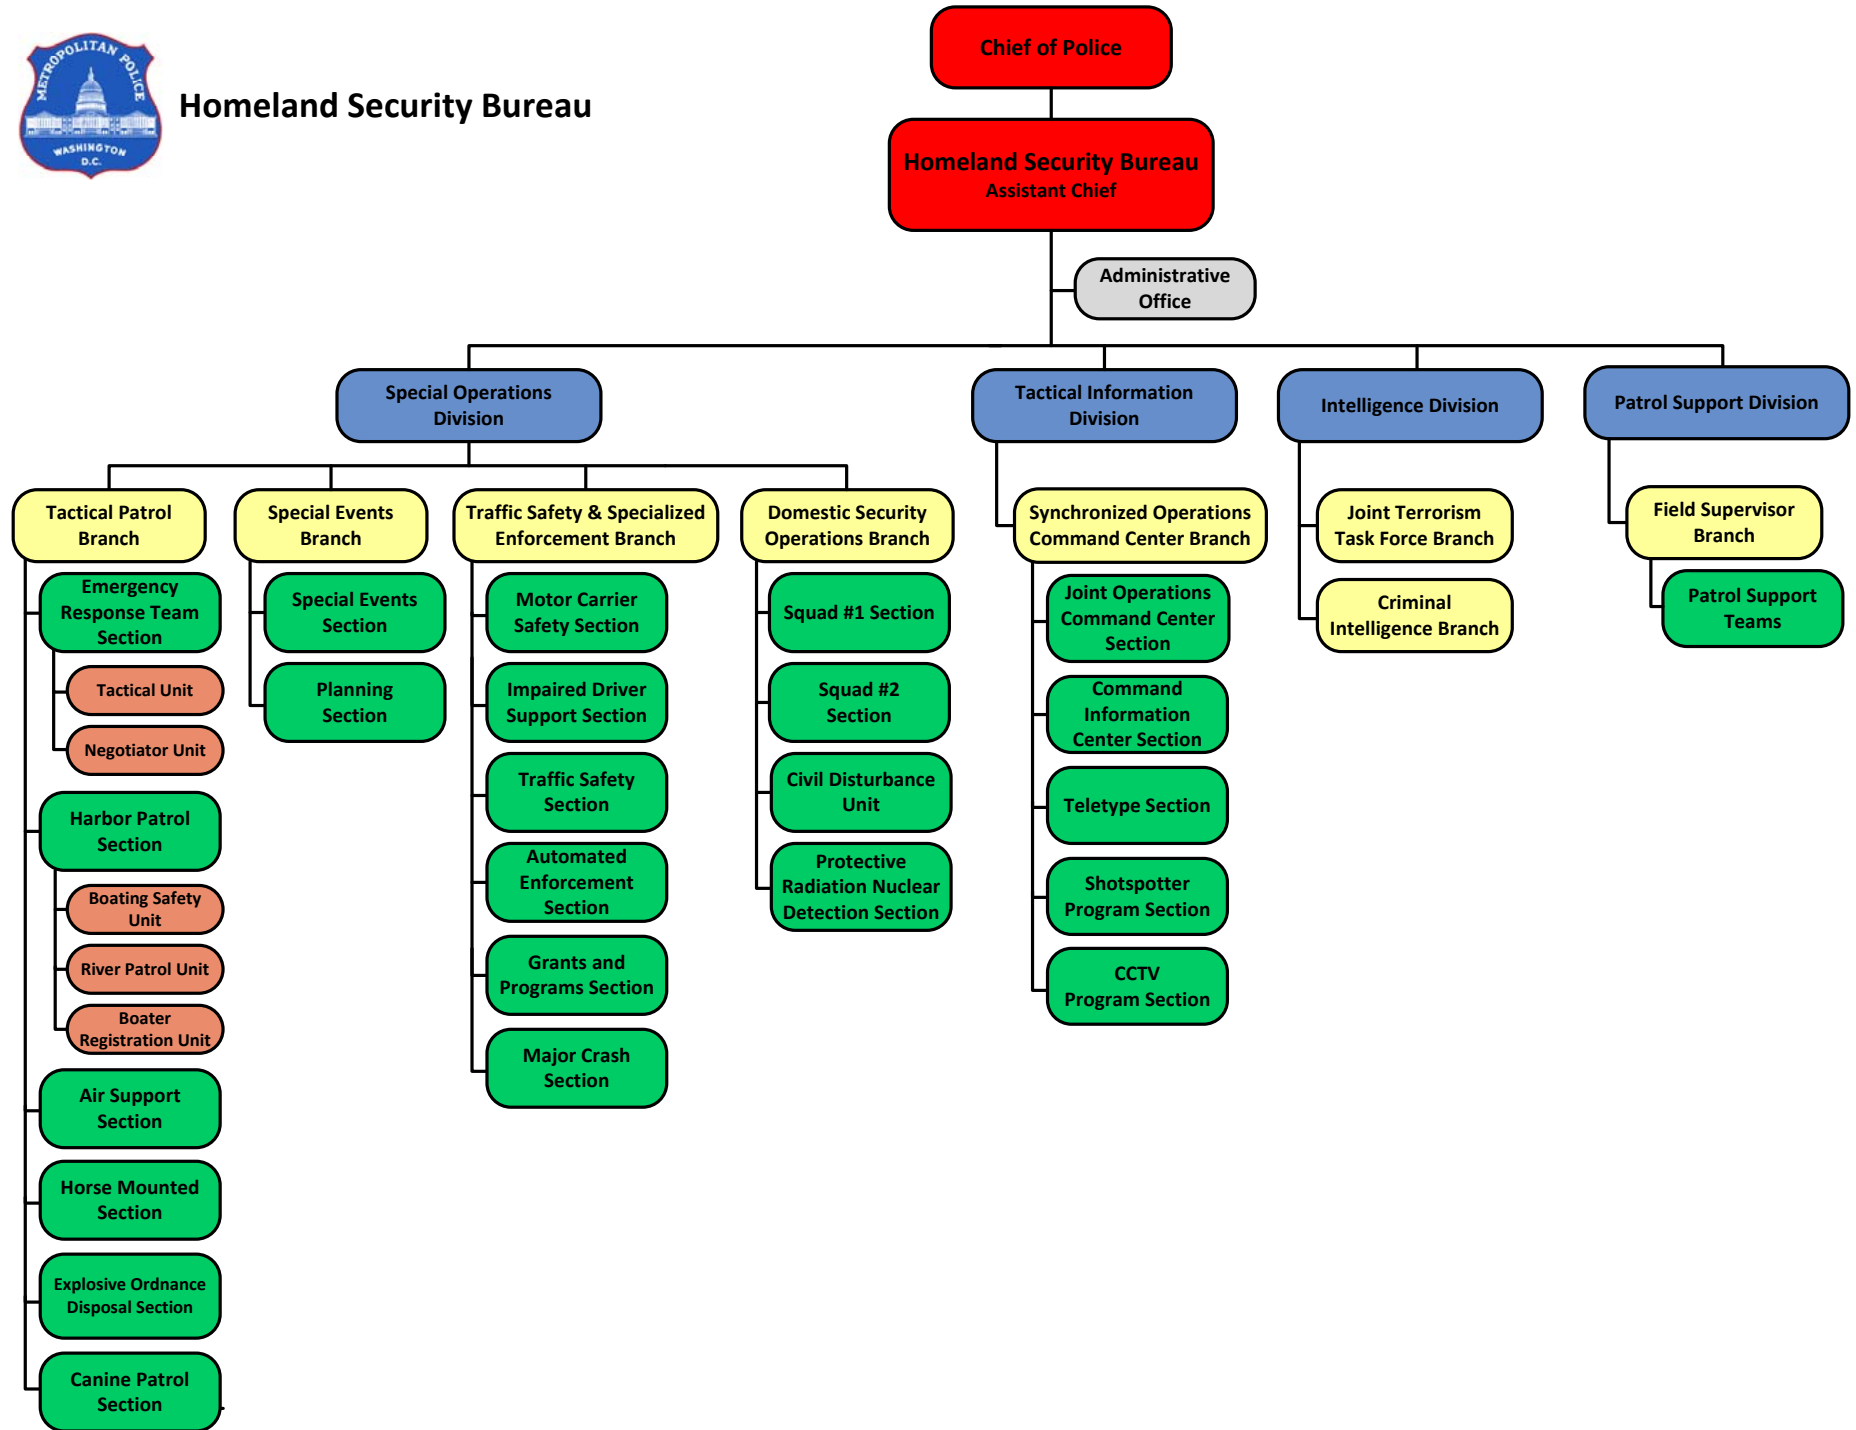 METROPOLITAN POLICE
WASHINGTON
D.C.
Homeland Security Bureau
Chief of Police
Homeland Security Bureau
Assistant Chief
Administrative
Office
Special Operations
Division
Tactical Information
Division
Intelligence Division
Patrol Support Division
Tactical Patrol
Branch
Emergency
Response Team
Section
Tactical Unit
Negotiator Unit
Harbor Patrol
Section
Boating Safety
Unit
River Patrol Unit
Boater
Registration Unit
Air Support
Section
Horse Mounted
Section
Explosive Ordnance
Disposal Section
Canine Patrol
Section
Special Events
Branch
Special Events
Section
Planning
Section
Traffic Safety & Specialized
Enforcement Branch
Motor Carrier
Safety Section
Impaired Driver
Support Section
Traffic Safety
Section
Automated
Enforcement
Section
Grants and
Programs Section
Major Crash
Section
Domestic Security
Operations Branch
Squad #1 Section
Squad #2
Section
Civil Disturbance
Unit
Protective
Radiation Nuclear
Detection Section
Synchronized Operations
Command Center Branch
Joint Operations
Command Center
Section
Command
Information
Center Section
Teletype Section
Shotspotter
Program Section
CCTV
Program Section
Joint Terrorism
Task Force Branch
Criminal
Intelligence Branch
Field Supervisor
Branch
Patrol Support
Teams